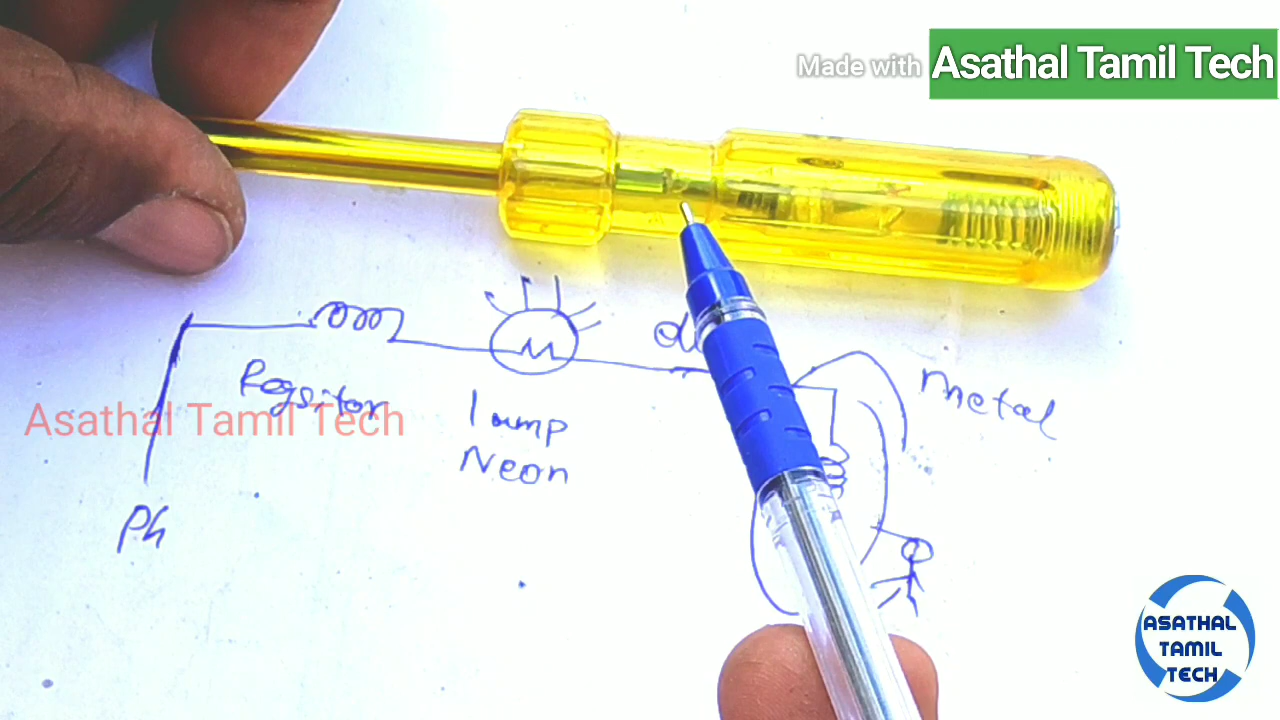 Made with Asathal Tamil Tech
metal
Regsitor
Asathal Tamil Tech
lamp
Neon
Ph
ASATHAL
TAMIL
TECH